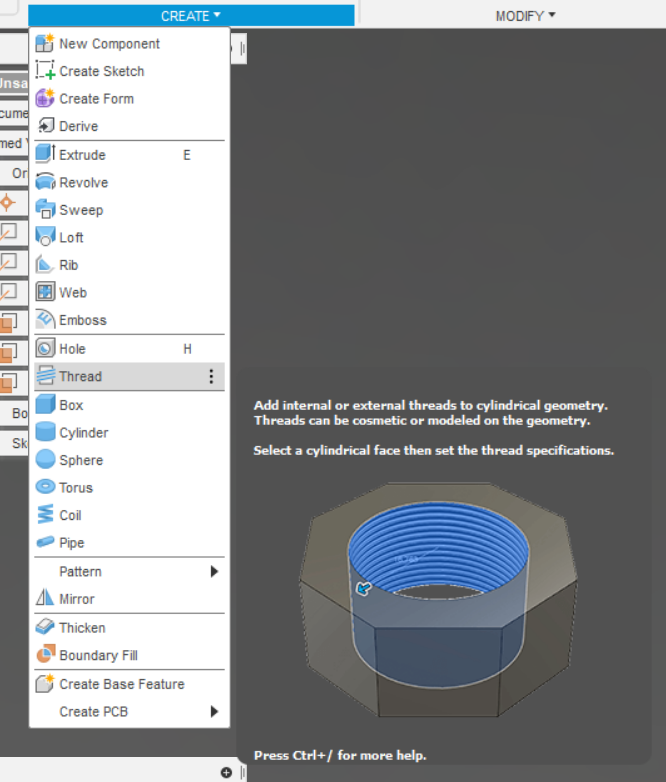 CREATE
MODIFY
New Component
Create Sketch
Create Form
Derive
Extrude E
Revolve
Sweep
Loft
Rib
Web
Emboss
Hole H
Thread
Box
Cylinder
Sphere
Torus
Coil
Pipe
Pattern
Mirror
Thicken
Boundary Fill
Create Base Feature
Create PCB
Unsa
cume
med V
Or
Bo
Sk
Add internal or external threads to cylindrical geometry.
Threads can be cosmetic or modeled on the geometry.
Select a cylindrical face then set the thread specifications.
Press Ctrl+/ for more help.